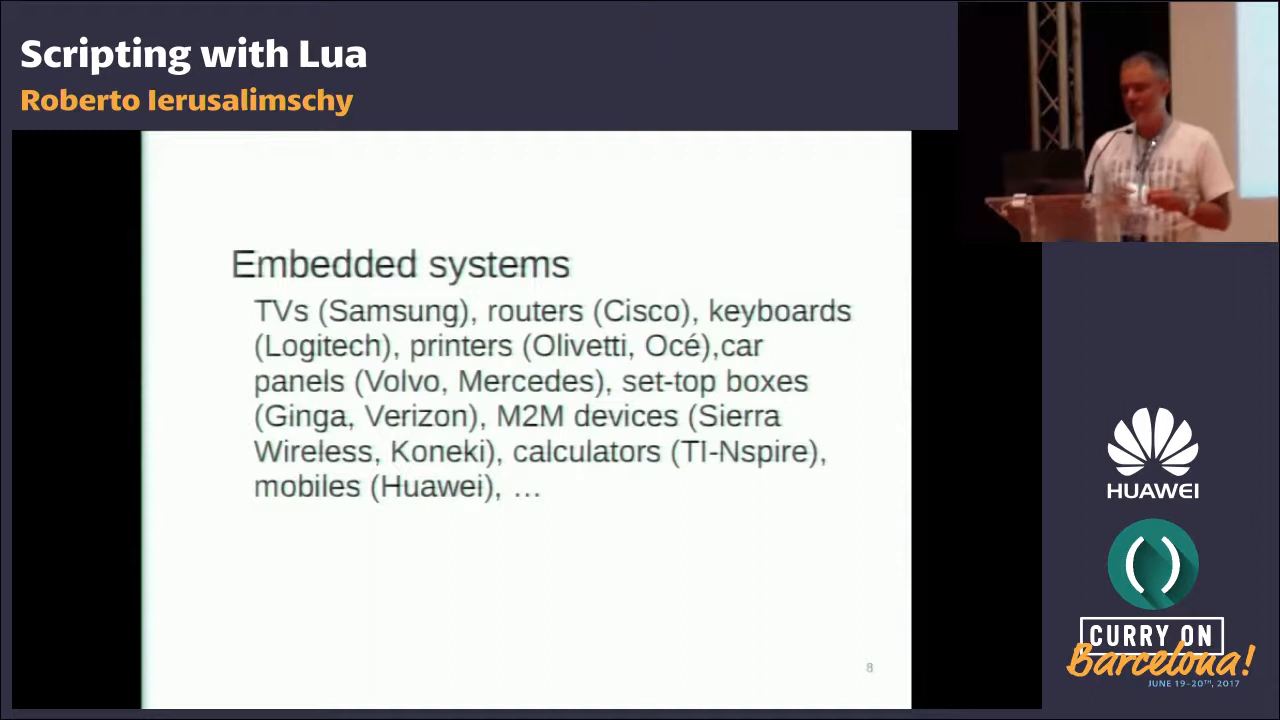 Scripting with Lua
Roberto Ierusalimschy
Embedded systems
TVs (Samsung), routers (Cisco), keyboards
(Logitech), printers (Olivetti, Océ),car
panels (Volvo, Mercedes), set-top boxes
(Ginga, Verizon), M2M devices (Sierra
Wireless, Koneki), calculators (TI-Nspire),
mobiles (Huawei), …
8
HUAWEI
CURRY ON
Barcelona!
JUNE 19-20TH, 2017